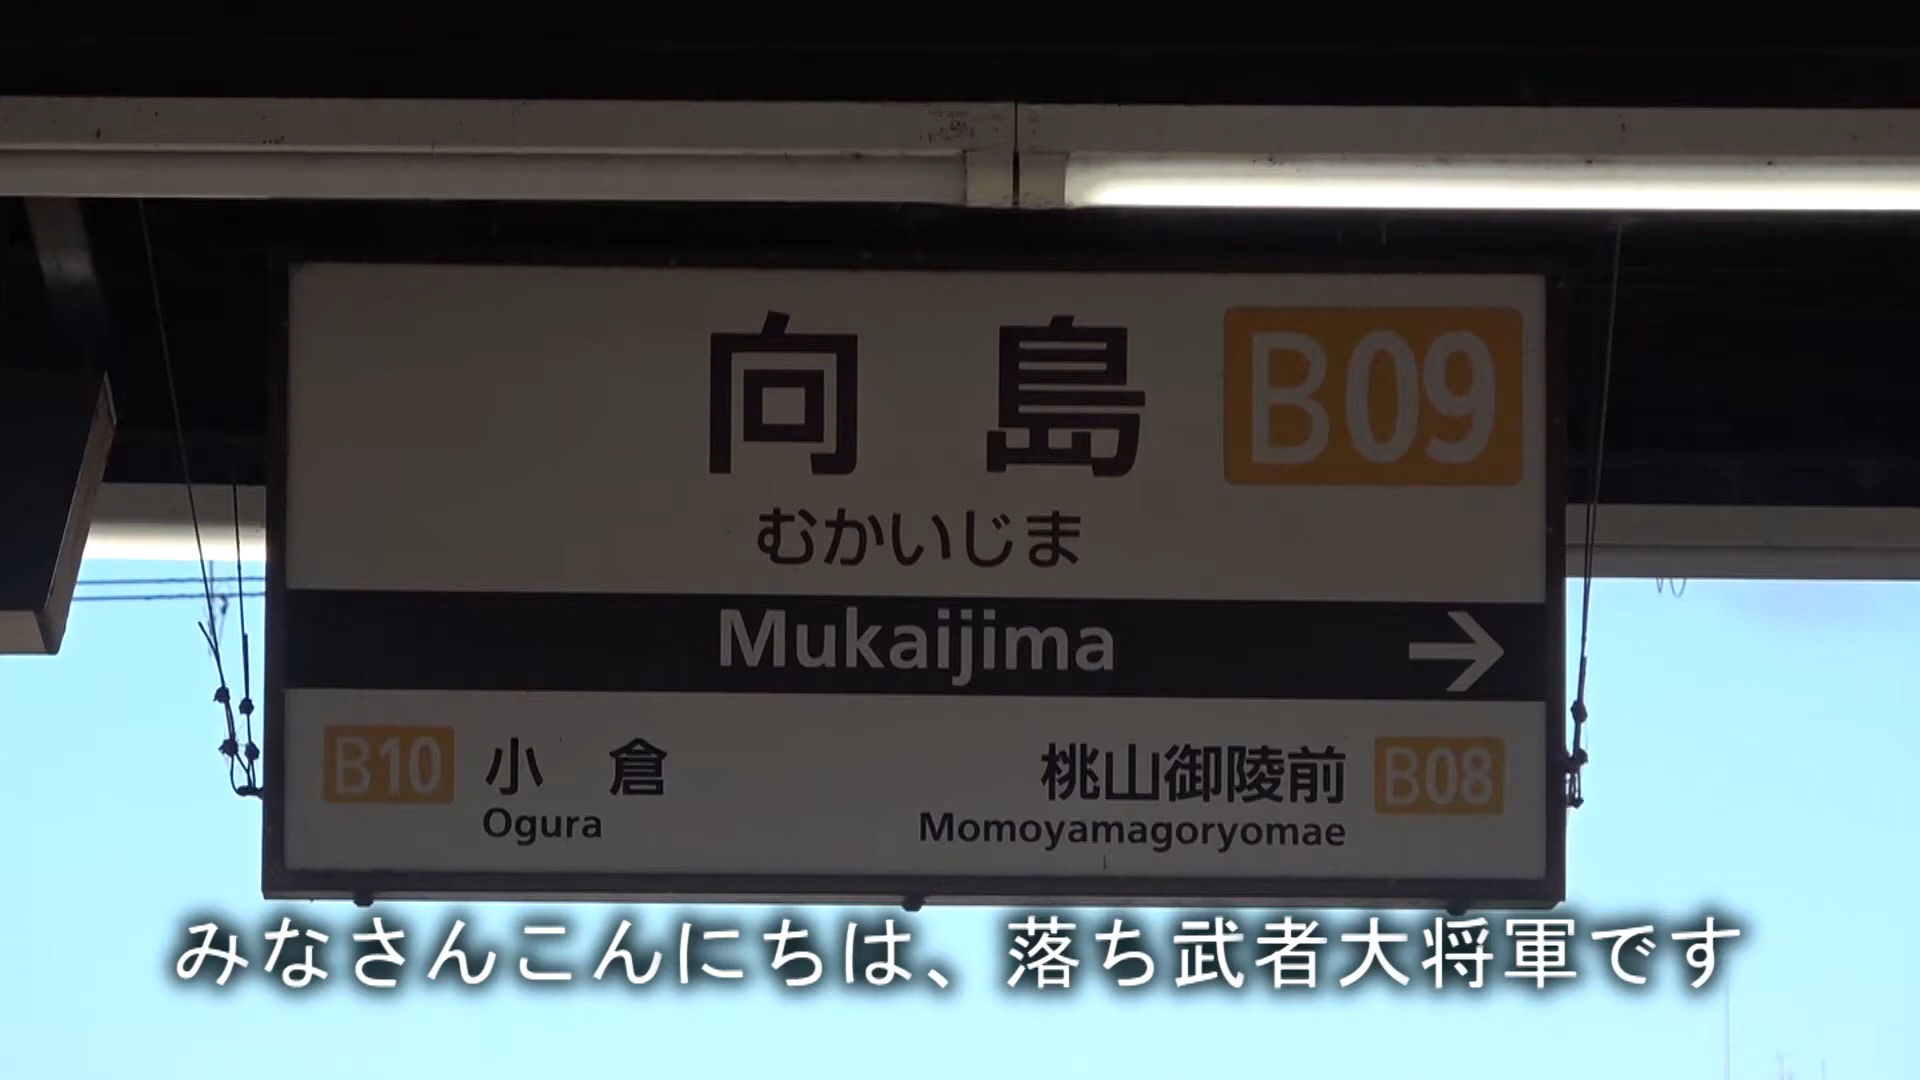 向島 B09
むかいじま
Mukaijima →
B10 小倉
Ogura
桃山御陵前 B08
Momoyamagoryomae
みなさんこんにちは、落ち武者大将軍です